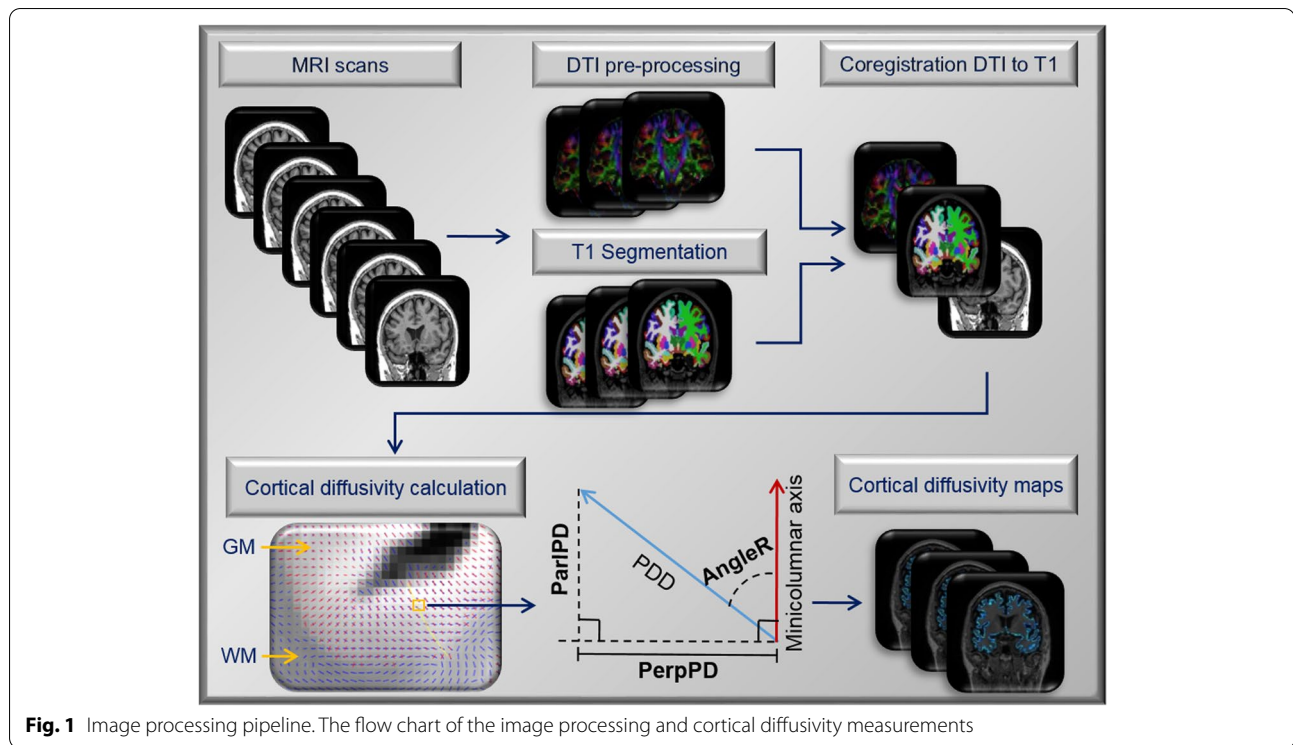 MRI scans
DTI pre-processing
Coregistration DTI to T1
T1 Segmentation
Cortical diffusivity calculation
GM
WM
ParlPD
PDD
AngleR
Minicolumnar axis
PerpPD
Cortical diffusivity maps
Fig. 1 Image processing pipeline. The flow chart of the image processing and cortical diffusivity measurements